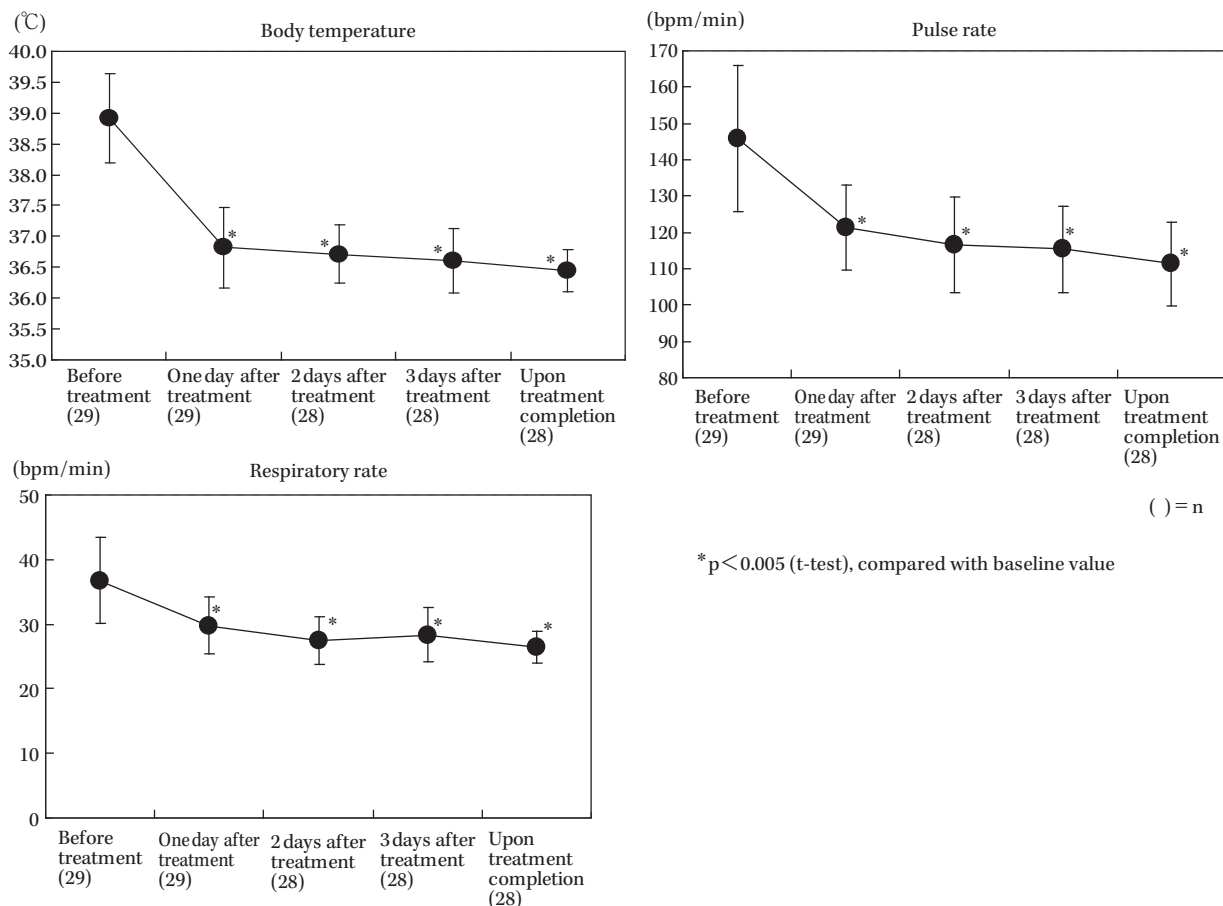 (℃)
Body temperature
40.0
39.5
39.0
38.5
38.0
37.5
37.0
36.5
36.0
35.5
35.0
*
*
*
*
Before
treatment
(29)
One day after
treatment
(29)
2 days after
treatment
(28)
3 days after
treatment
(28)
Upon
treatment
completion
(28)
(bpm/min)
Pulse rate
170
160
150
140
130
120
110
100
90
80
*
*
*
*
Before
treatment
(29)
One day after
treatment
(29)
2 days after
treatment
(28)
3 days after
treatment
(28)
Upon
treatment
completion
(28)
(bpm/min)
Respiratory rate
50
40
30
20
10
0
*
*
*
*
Before
treatment
(29)
One day after
treatment
(29)
2 days after
treatment
(28)
3 days after
treatment
(28)
Upon
treatment
completion
(28)
( ) = n
*p<0.005 (t-test), compared with baseline value